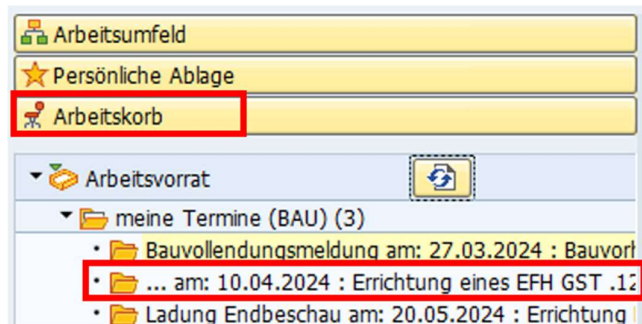 Arbeitsumfeld
Persönliche Ablage
Arbeitskorb
Arbeitsvorrat
meine Termine (BAU) (3)
Bauvollendungsmeldung am: 27.03.2024 : Bauvorh
... am: 10.04.2024 : Errichtung eines EFH GST .12
Ladung Endbeschau am: 20.05.2024 : Errichtung